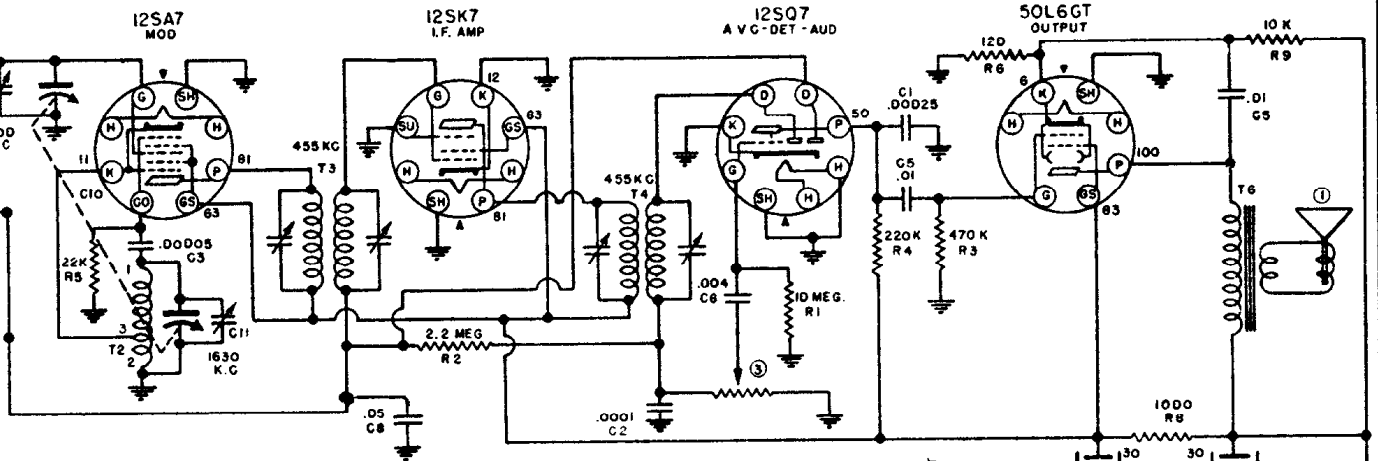 12SA7
MOD
12SK7
I.F. AMP
12SQ7
A V C - DET - AUD
50L6GT
OUTPUT
10 K
R9
120
R6
C1
.00025
.01
C5
C5
.01
G
SH
H
H
K
P
GO
GS
11
81
63
C10
C
.00005
C3
22K
R5
1
3
2
T2
C11
1630
K.C
455 KC
T3
12
G
K
SU
GS
63
H
H
SH
P
81
A
455KC
T4
D
D
K
P
50
G
H
SH
H
A
.004
C6
10 MEG.
R1
220K
R4
470 K
R3
6
K
SH
H
H
P
100
G
GS
83
T6
1
2.2 MEG
R2
3
.05
C8
.0001
C2
1000
R8
30
30